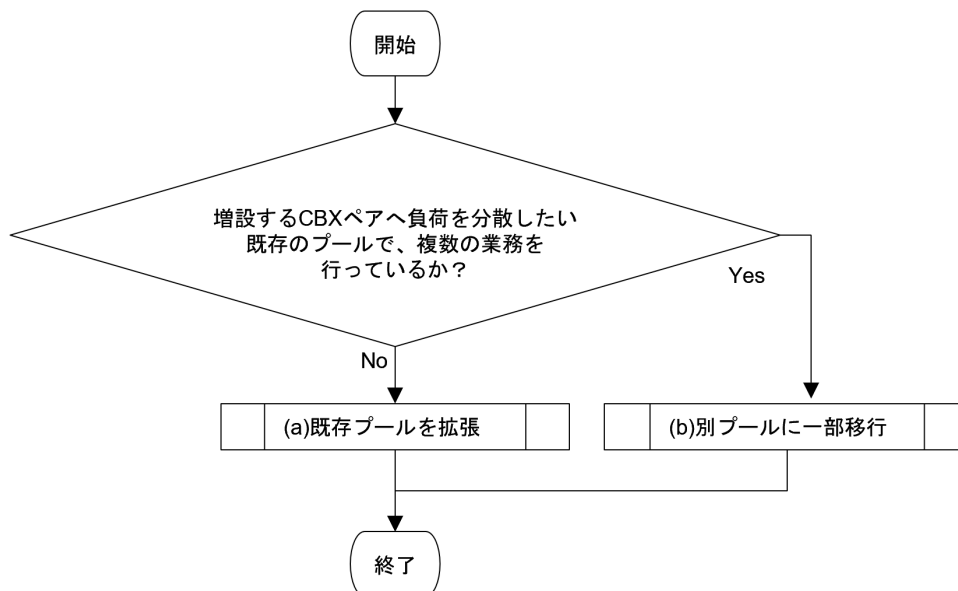 開始
増設するCBXペアへ負荷を分散したい
既存のプールで、複数の業務を
行っているか？
Yes
No
(a)既存プールを拡張
(b)別プールに一部移行
終了